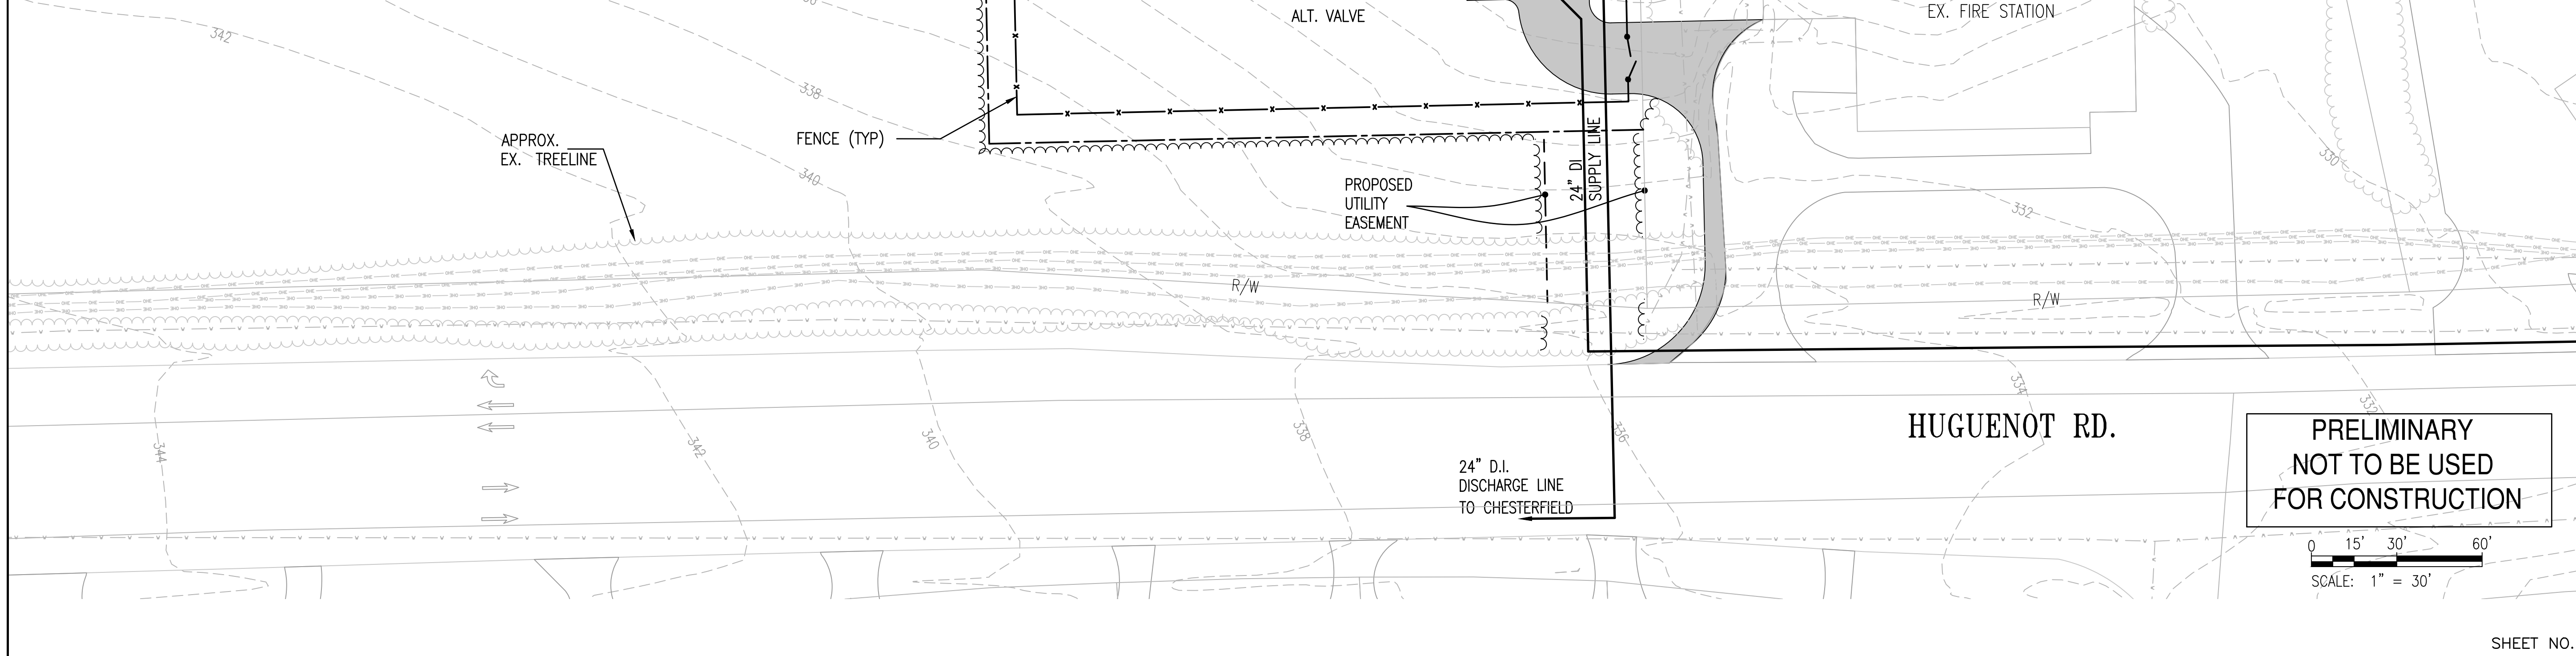 ALT. VALVE
EX. FIRE STATION
342
338
APPROX.
EX. TREELINE
FENCE (TYP)
340
PROPOSED
UTILITY
EASEMENT
24" DI
SUPPLY LINE
330
332
R/W
R/W
344
342
340
338
336
334
332
HUGUENOT RD.
24" D.I.
DISCHARGE LINE
TO CHESTERFIELD
PRELIMINARY
NOT TO BE USED
FOR CONSTRUCTION
0 15' 30' 60'
SCALE: 1" = 30'
SHEET NO.